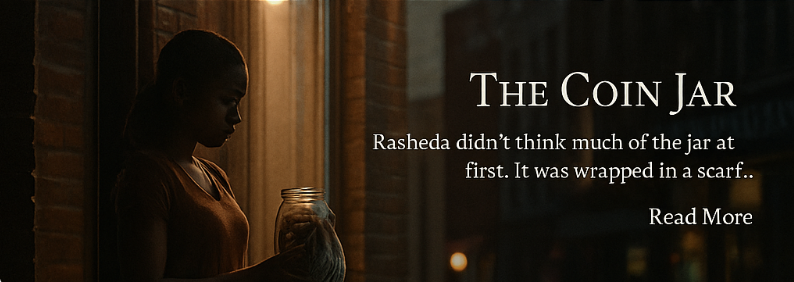 The Coin Jar
Rasheda didn’t think much of the jar at
first. It was wrapped in a scarf..
Read More